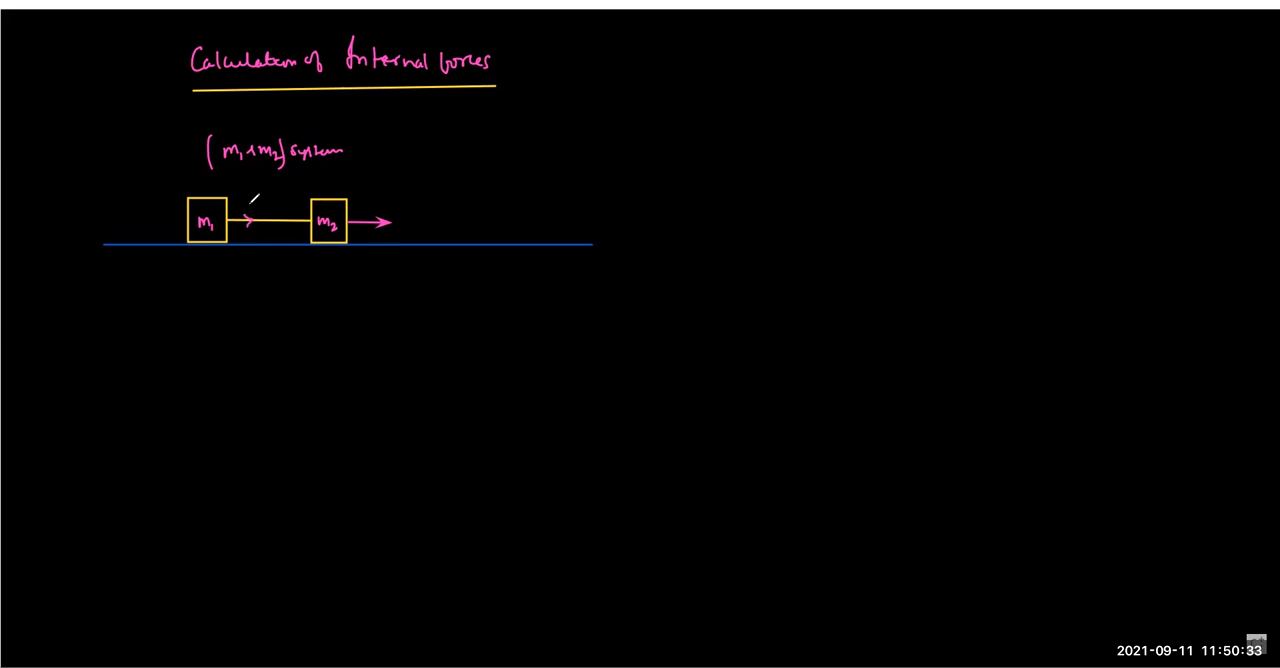 Calculation of Internal forces
(m₁+m₂) system
m₁ m₂
2021-09-11 11:50:33